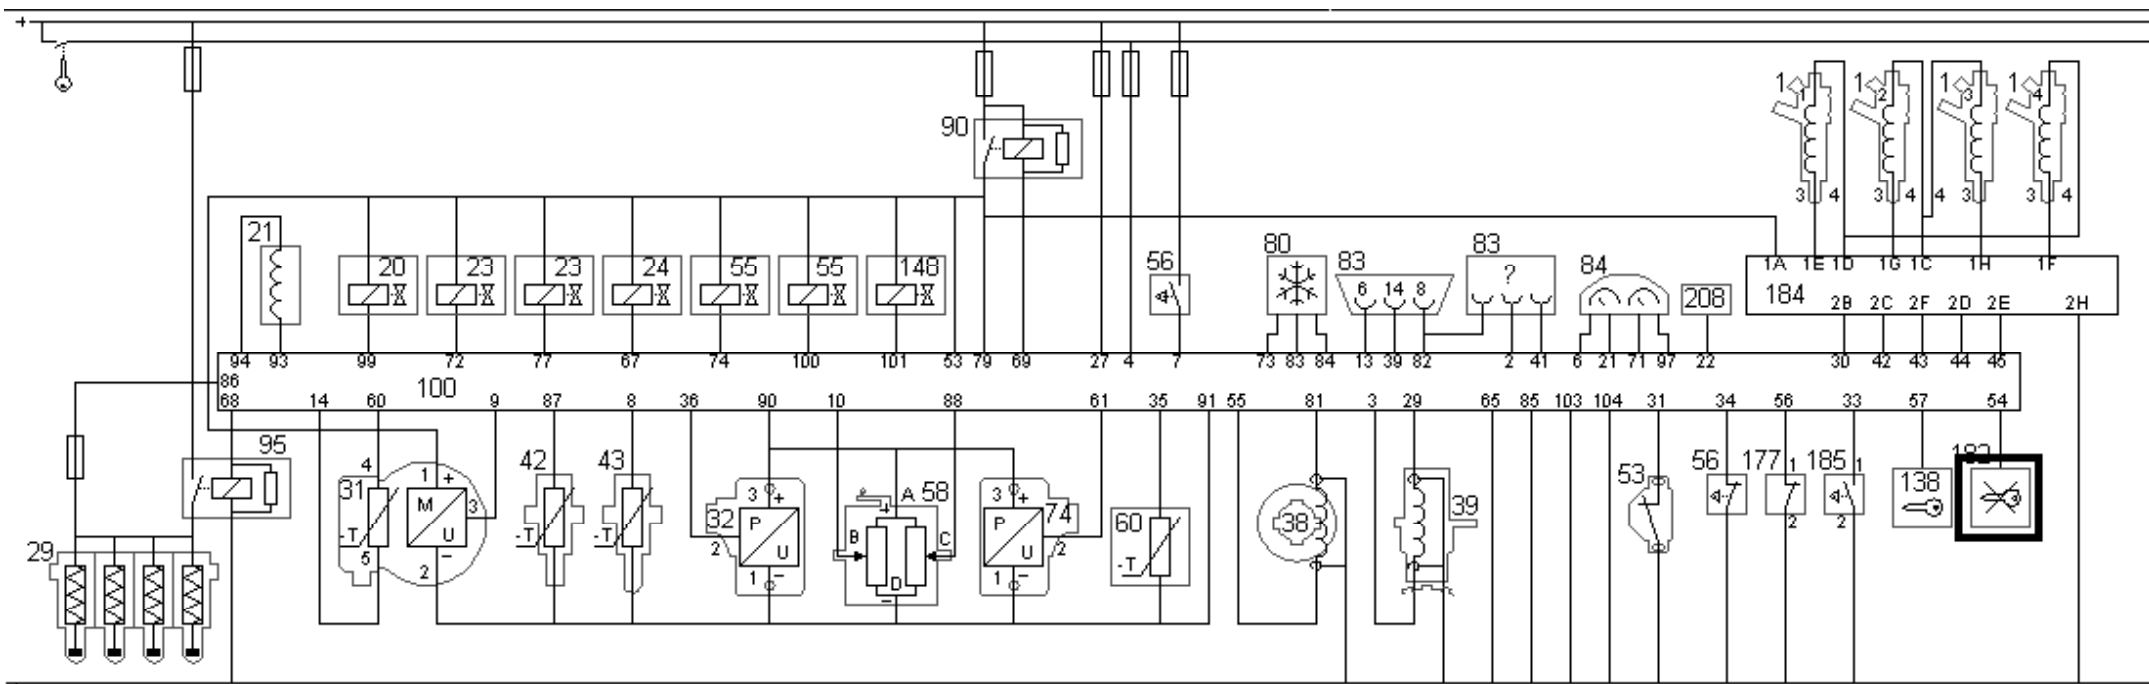 +
90
1 1 1 2 1 3 1 4
3 4 3 4 4 3 3 4
21 20 23 23 24 55 55 148 56 80 83 83 84 208
6 14 8 ?
1A 1E 1D 1G 1C 1H 1F
184
2B 2C 2F 2D 2E 2H
94 93 99 72 77 67 74 100 101 53 79 69 27 4 7 73 83 84 13 39 82 2 41 6 21 71 97 22 30 42 43 44 45
86 100
68 14 60 9 87 8 36 90 10 88 61 35 91 55 81 3 29 65 85 103 104 31 34 56 33 57 54
95 4 1 + 42 43 3 + A 58 3 + 53 56 177 1 185 1 138
31 M 3 32 P B C P 74 60 38 39
-T U -T -T 2 U D U 2 -T 2 2
5 2 − 1 − − 1 −
29